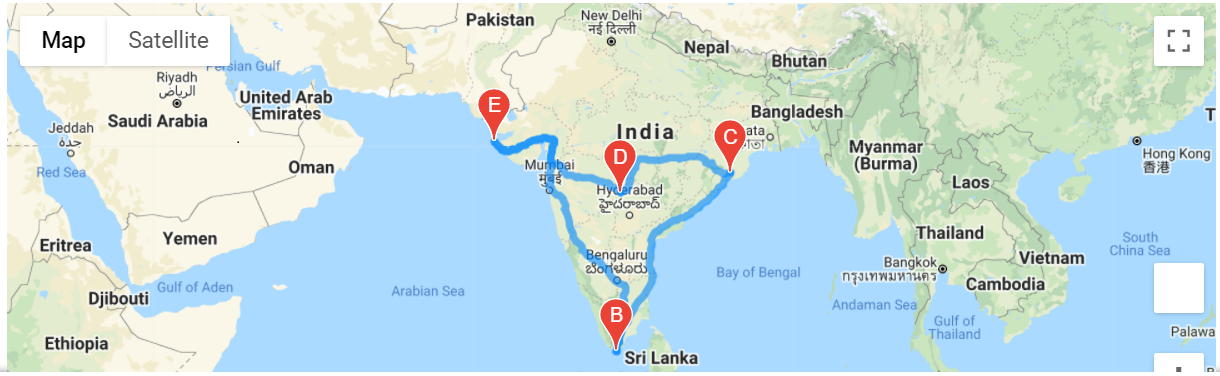 Map
Satellite
Pakistan
New Delhi
नई दिल्ली
Nepal
Bhutan
Persian Gulf
Riyadh
الرياض
United Arab
Emirates
Saudi Arabia
Jeddah
جدة
Red Sea
Oman
E
India
C
Bangladesh
D
Mumbai
मुंबई
Hyderabad
హైదరాబాద్
Myanmar
(Burma)
Hong Kong
香港
Laos
Eritrea
Yemen
Thailand
South
China Sea
Bengaluru
ಬೆಂಗಳೂರು
Bangkok
กรุงเทพมหานคร
Vietnam
Cambodia
Gulf of Aden
Djibouti
Arabian Sea
Bay of Bengal
Andaman Sea
B
Gulf of
Thailand
Palawa
Ethiopia
Sri Lanka